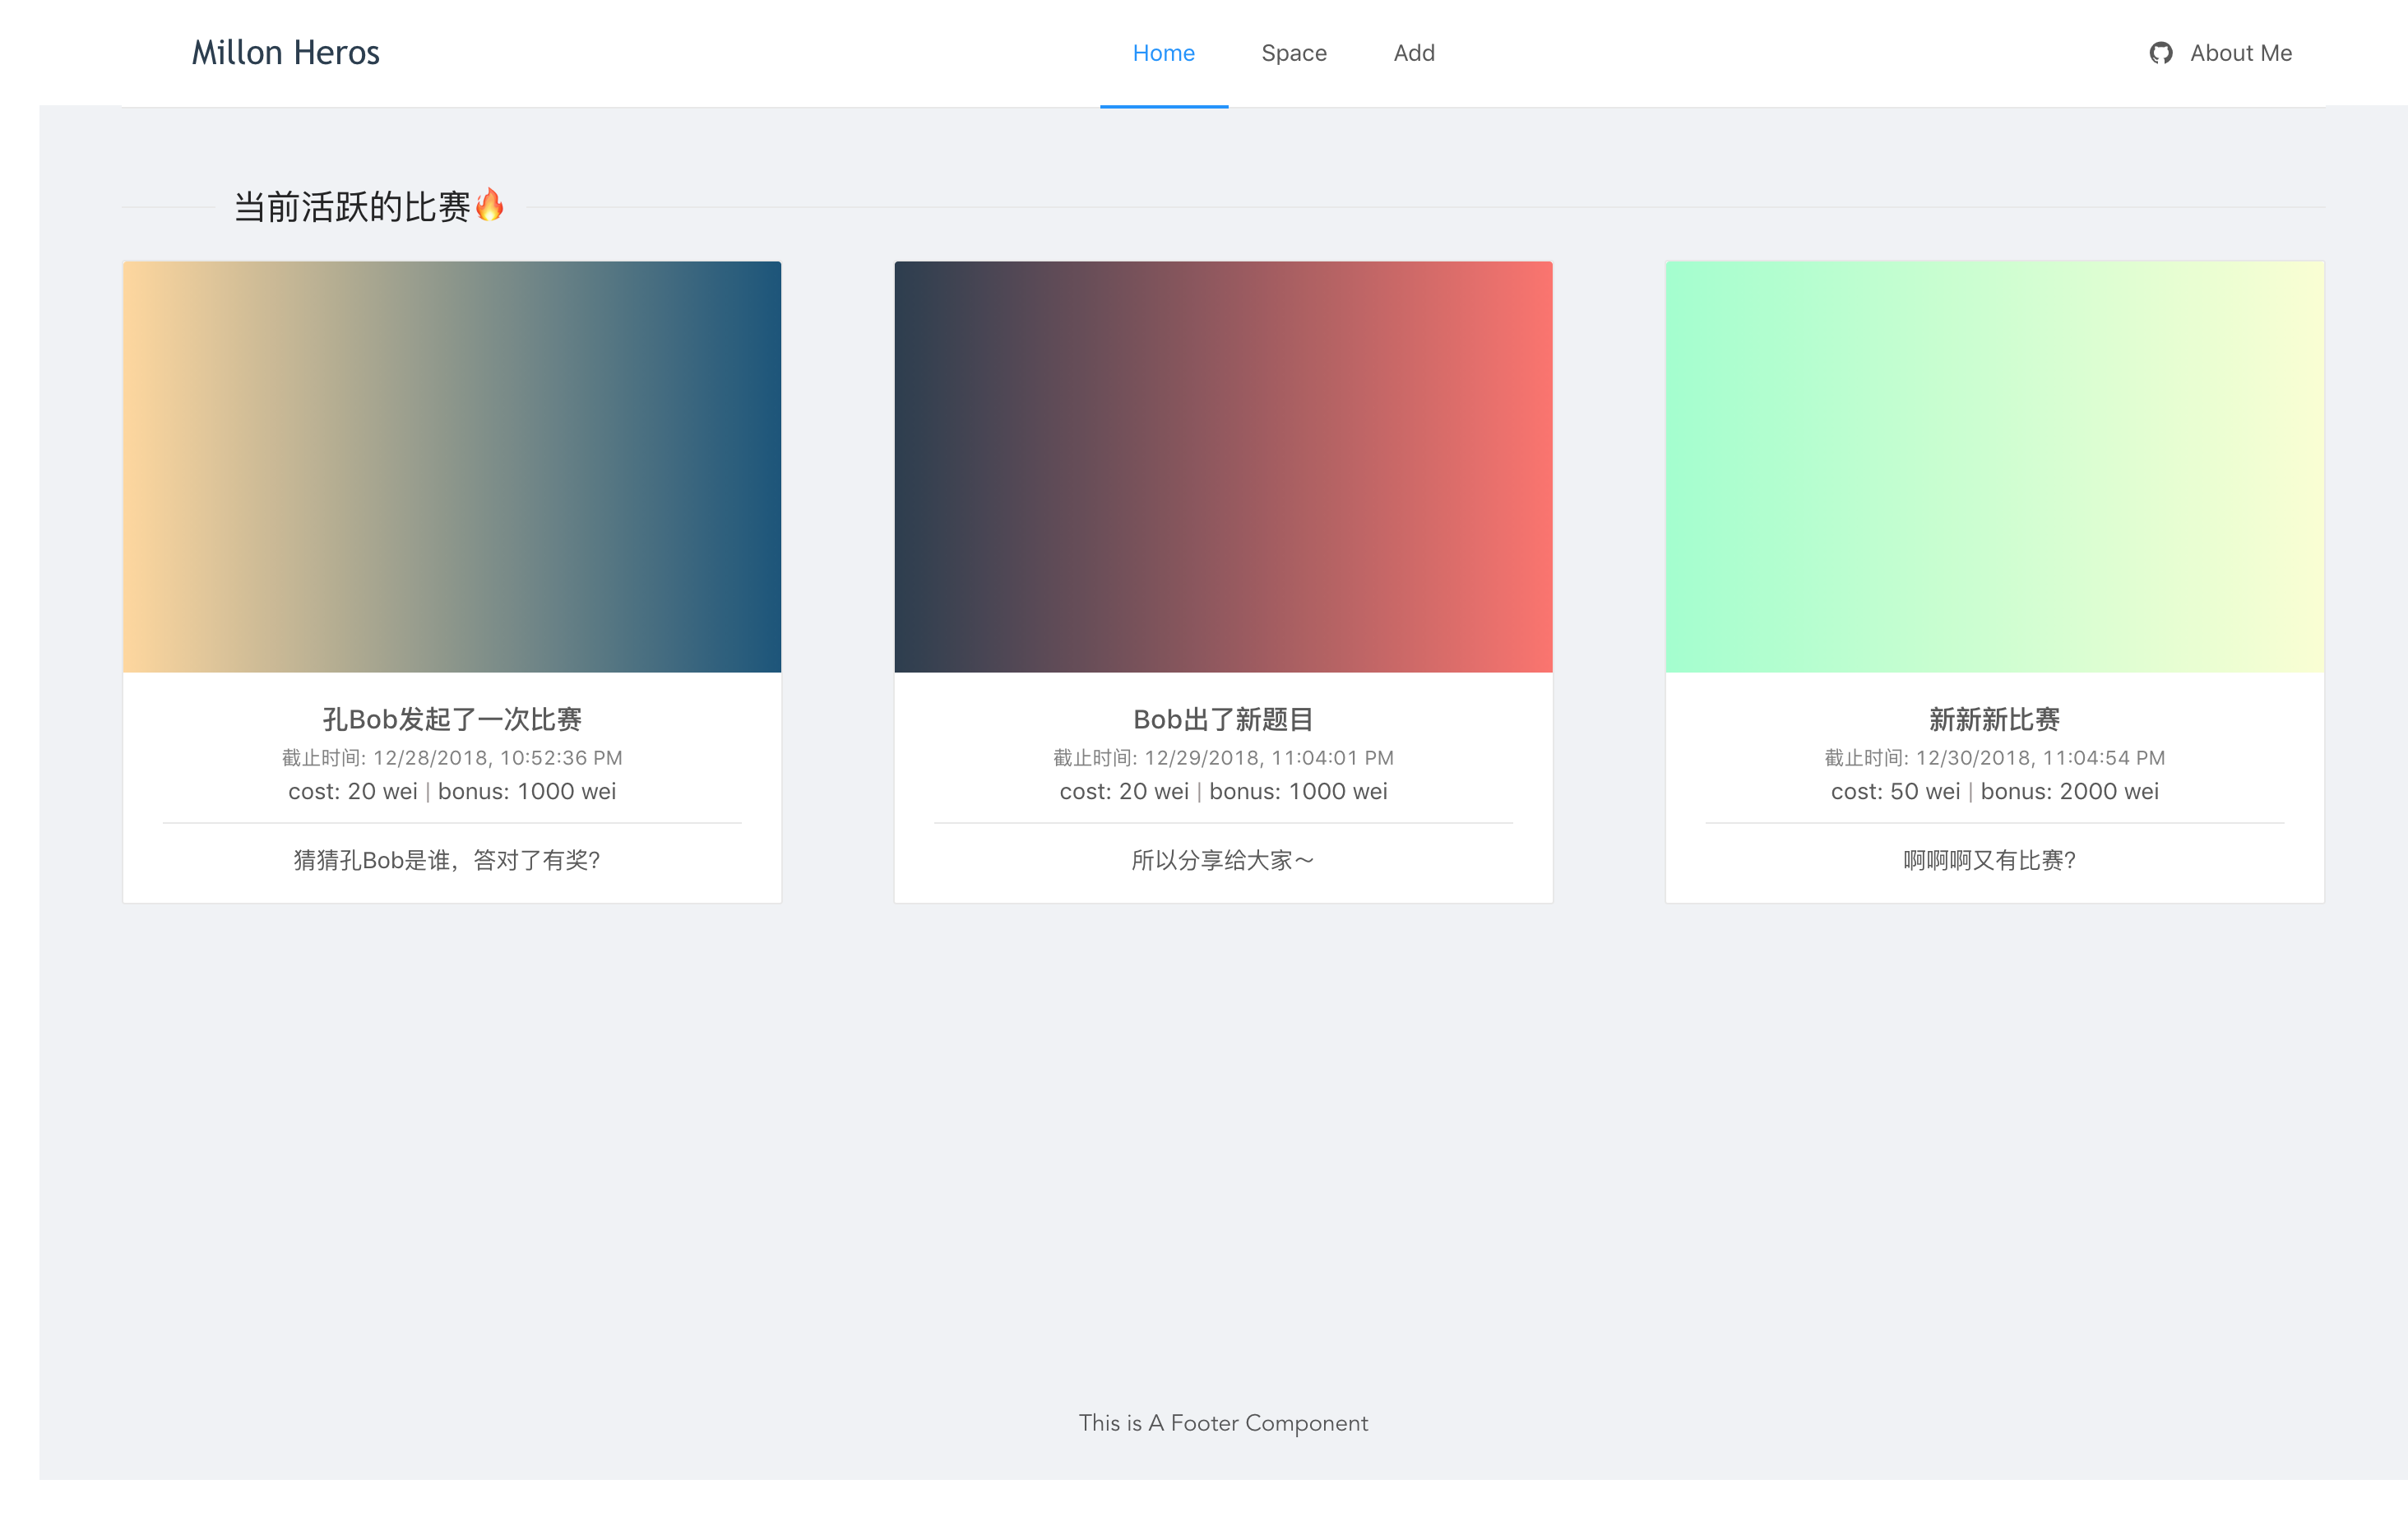 Millon Heros
Home
Space
Add
About Me
当前活跃的比赛🔥
孔Bob发起了一次比赛
截止时间: 12/28/2018, 10:52:36 PM
cost: 20 wei | bonus: 1000 wei
猜猜孔Bob是谁，答对了有奖?
Bob出了新题目
截止时间: 12/29/2018, 11:04:01 PM
cost: 20 wei | bonus: 1000 wei
所以分享给大家～
新新新比赛
截止时间: 12/30/2018, 11:04:54 PM
cost: 50 wei | bonus: 2000 wei
啊啊啊又有比赛?
This is A Footer Component